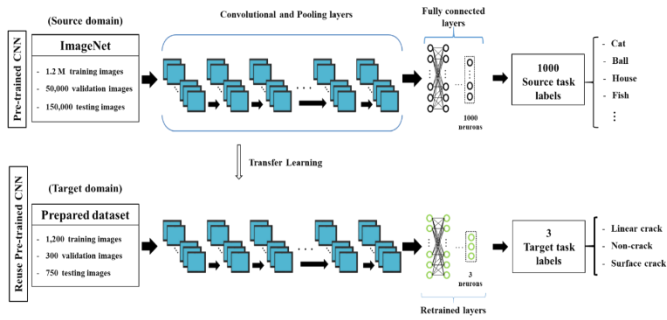 (Source domain)
Convolutional and Pooling layers
Fully connected
layers
Pre-trained CNN
ImageNet
- 1.2 M training images
- 50,000 validation images
- 150,000 testing images
1000
neurons
1000
Source task
labels
- Cat
- Ball
- House
- Fish
Transfer Learning
(Target domain)
Reuse Pre-trained CNN
Prepared dataset
- 1,200 training images
- 300 validation images
- 750 testing images
3
neurons
Retrained layers
3
Target task
labels
- Linear crack
- Non-crack
- Surface crack